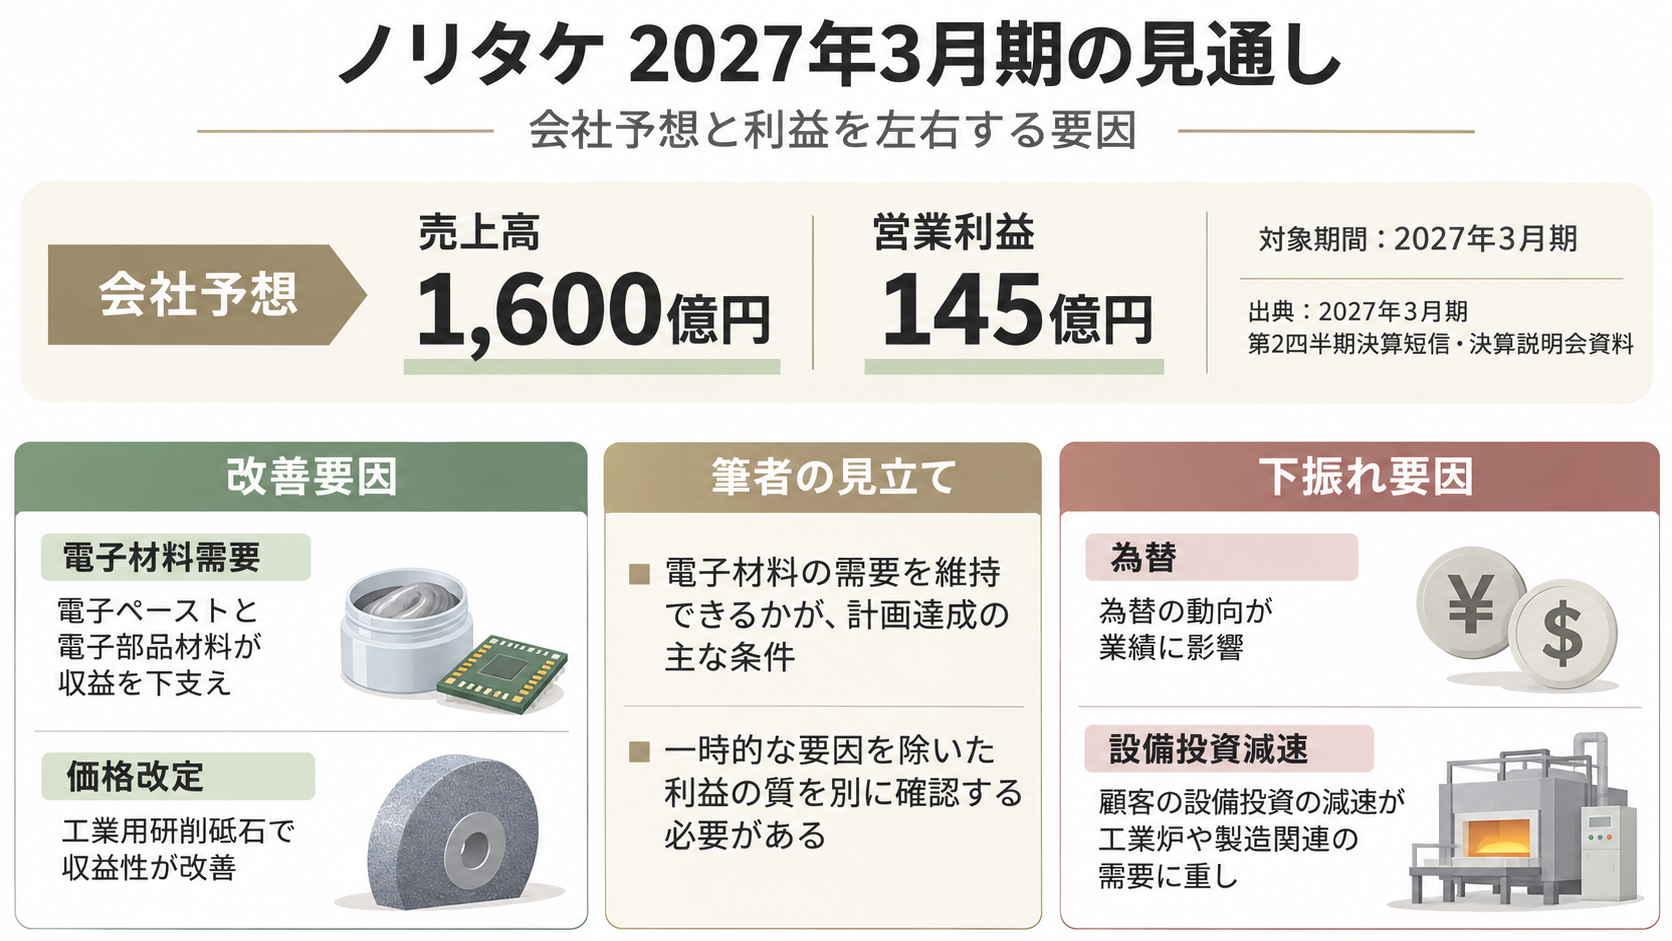 ノリタケ 2027年3月期の見通し
会社予想と利益を左右する要因
会社予想
売上高
1,600億円
営業利益
145億円
対象期間：2027年3月期
出典：2027年3月期
第2四半期決算短信・決算説明会資料
改善要因
電子材料需要
電子ペーストと
電子部品材料が
収益を下支え
価格改定
工業用研削砥石で
収益性が改善
筆者の見立て
電子材料の需要を維持
できるかが、計画達成の
主な条件
一時的な要因を除いた
利益の質を別に確認する
必要がある
下振れ要因
為替
為替の動向が
業績に影響
¥
$
設備投資減速
顧客の設備投資の減速が
工業炉や製造関連の
需要に重し